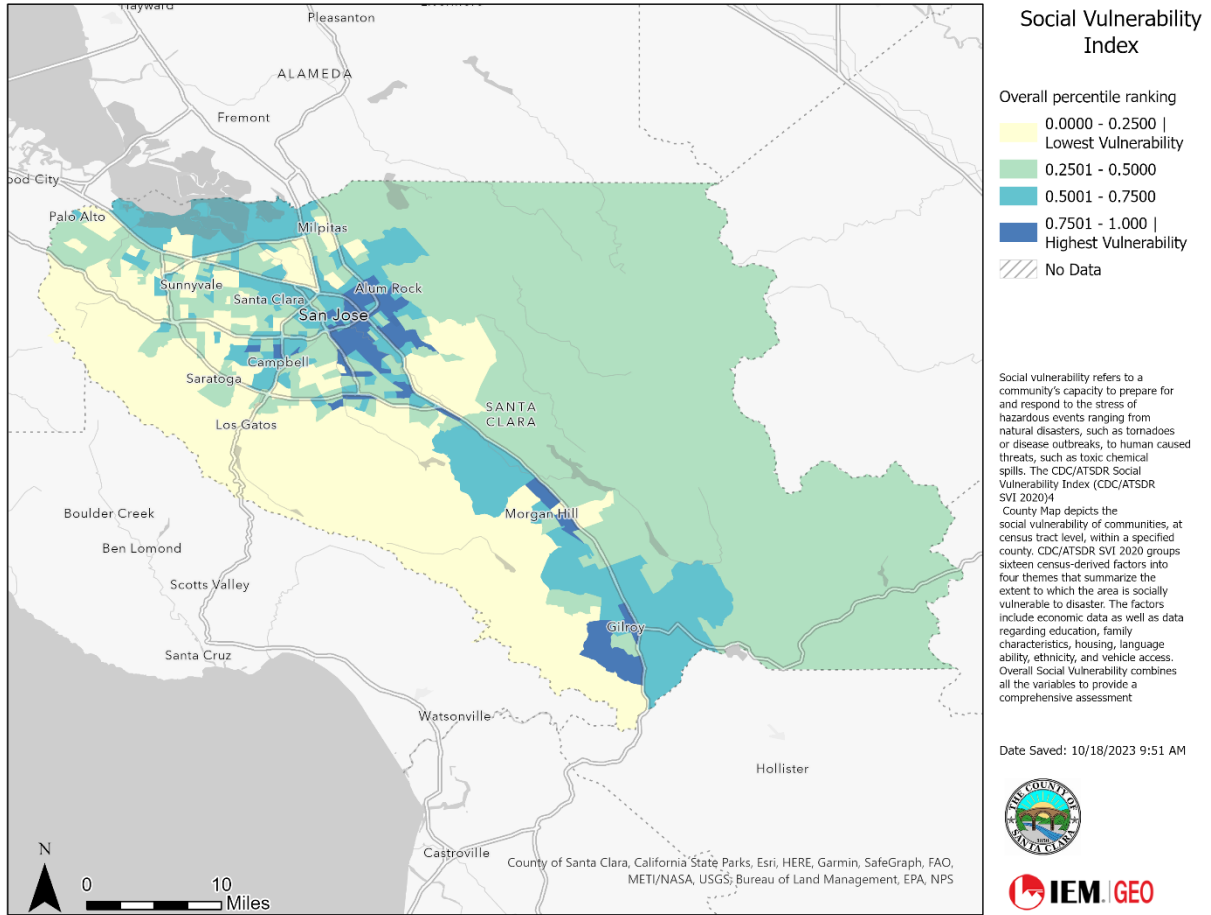 Hayward
Pleasanton
ALAMEDA
Fremont
ood City
Palo Alto
Milpitas
Sunnyvale
Santa Clara
Alum Rock
San Jose
Campbell
Saratoga
Los Gatos
SANTA
CLARA
Morgan Hill
Boulder Creek
Ben Lomond
Scotts Valley
Gilroy
Santa Cruz
Watsonville
Hollister
Castroville
N
0 10
Miles
County of Santa Clara, California State Parks, Esri, HERE, Garmin, SafeGraph, FAO,
METI/NASA, USGS, Bureau of Land Management, EPA, NPS
Social Vulnerability
Index
Overall percentile ranking
0.0000 - 0.2500 |
Lowest Vulnerability
0.2501 - 0.5000
0.5001 - 0.7500
0.7501 - 1.000 |
Highest Vulnerability
No Data
Social vulnerability refers to a
community's capacity to prepare for
and respond to the stress of
hazardous events ranging from
natural disasters, such as tornadoes
or disease outbreaks, to human caused
threats, such as toxic chemical
spills. The CDC/ATSDR Social
Vulnerability Index (CDC/ATSDR
SVI 2020)4
County Map depicts the
social vulnerability of communities, at
census tract level, within a specified
county. CDC/ATSDR SVI 2020 groups
sixteen census-derived factors into
four themes that summarize the
extent to which the area is socially
vulnerable to disaster. The factors
include economic data as well as data
regarding education, family
characteristics, housing, language
ability, ethnicity, and vehicle access.
Overall Social Vulnerability combines
all the variables to provide a
comprehensive assessment
Date Saved: 10/18/2023 9:51 AM
THE COUNTY OF
SANTA CLARA
1850
IEM. | GEO